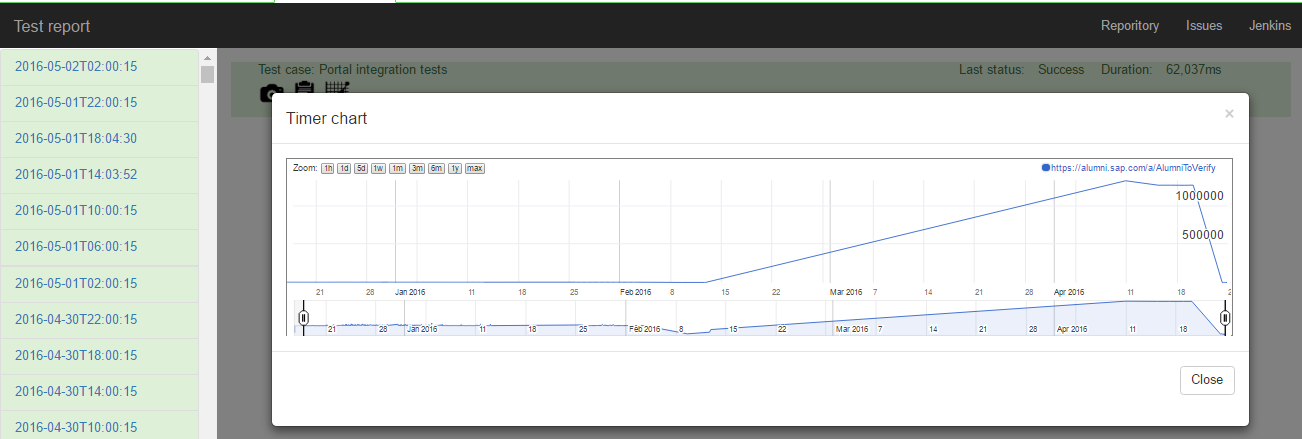 Test report Reporitory Issues Jenkins
2016-05-02T02:00:15
2016-05-01T22:00:15
2016-05-01T18:04:30
2016-05-01T14:03:52
2016-05-01T10:00:15
2016-05-01T06:00:15
2016-05-01T02:00:15
2016-04-30T22:00:15
2016-04-30T18:00:15
2016-04-30T14:00:15
2016-04-30T10:00:15
Test case: Portal integration tests Last status: Success Duration: 62,037ms
Timer chart ×
Zoom: 1h 1d 5d 1w 1m 3m 6m 1y max https://alumni.sap.com/a/AlumniToVerify
1000000
500000
21 28 Jan 2016 11 18 25 Feb 2016 8 15 22 Mar 2016 7 14 21 28 Apr 2016 11 18 2
21 28 Jan 2016 11 18 25 Feb 2016 8 15 22 Mar 2016 7 14 21 28 Apr 2016 11 18
Close